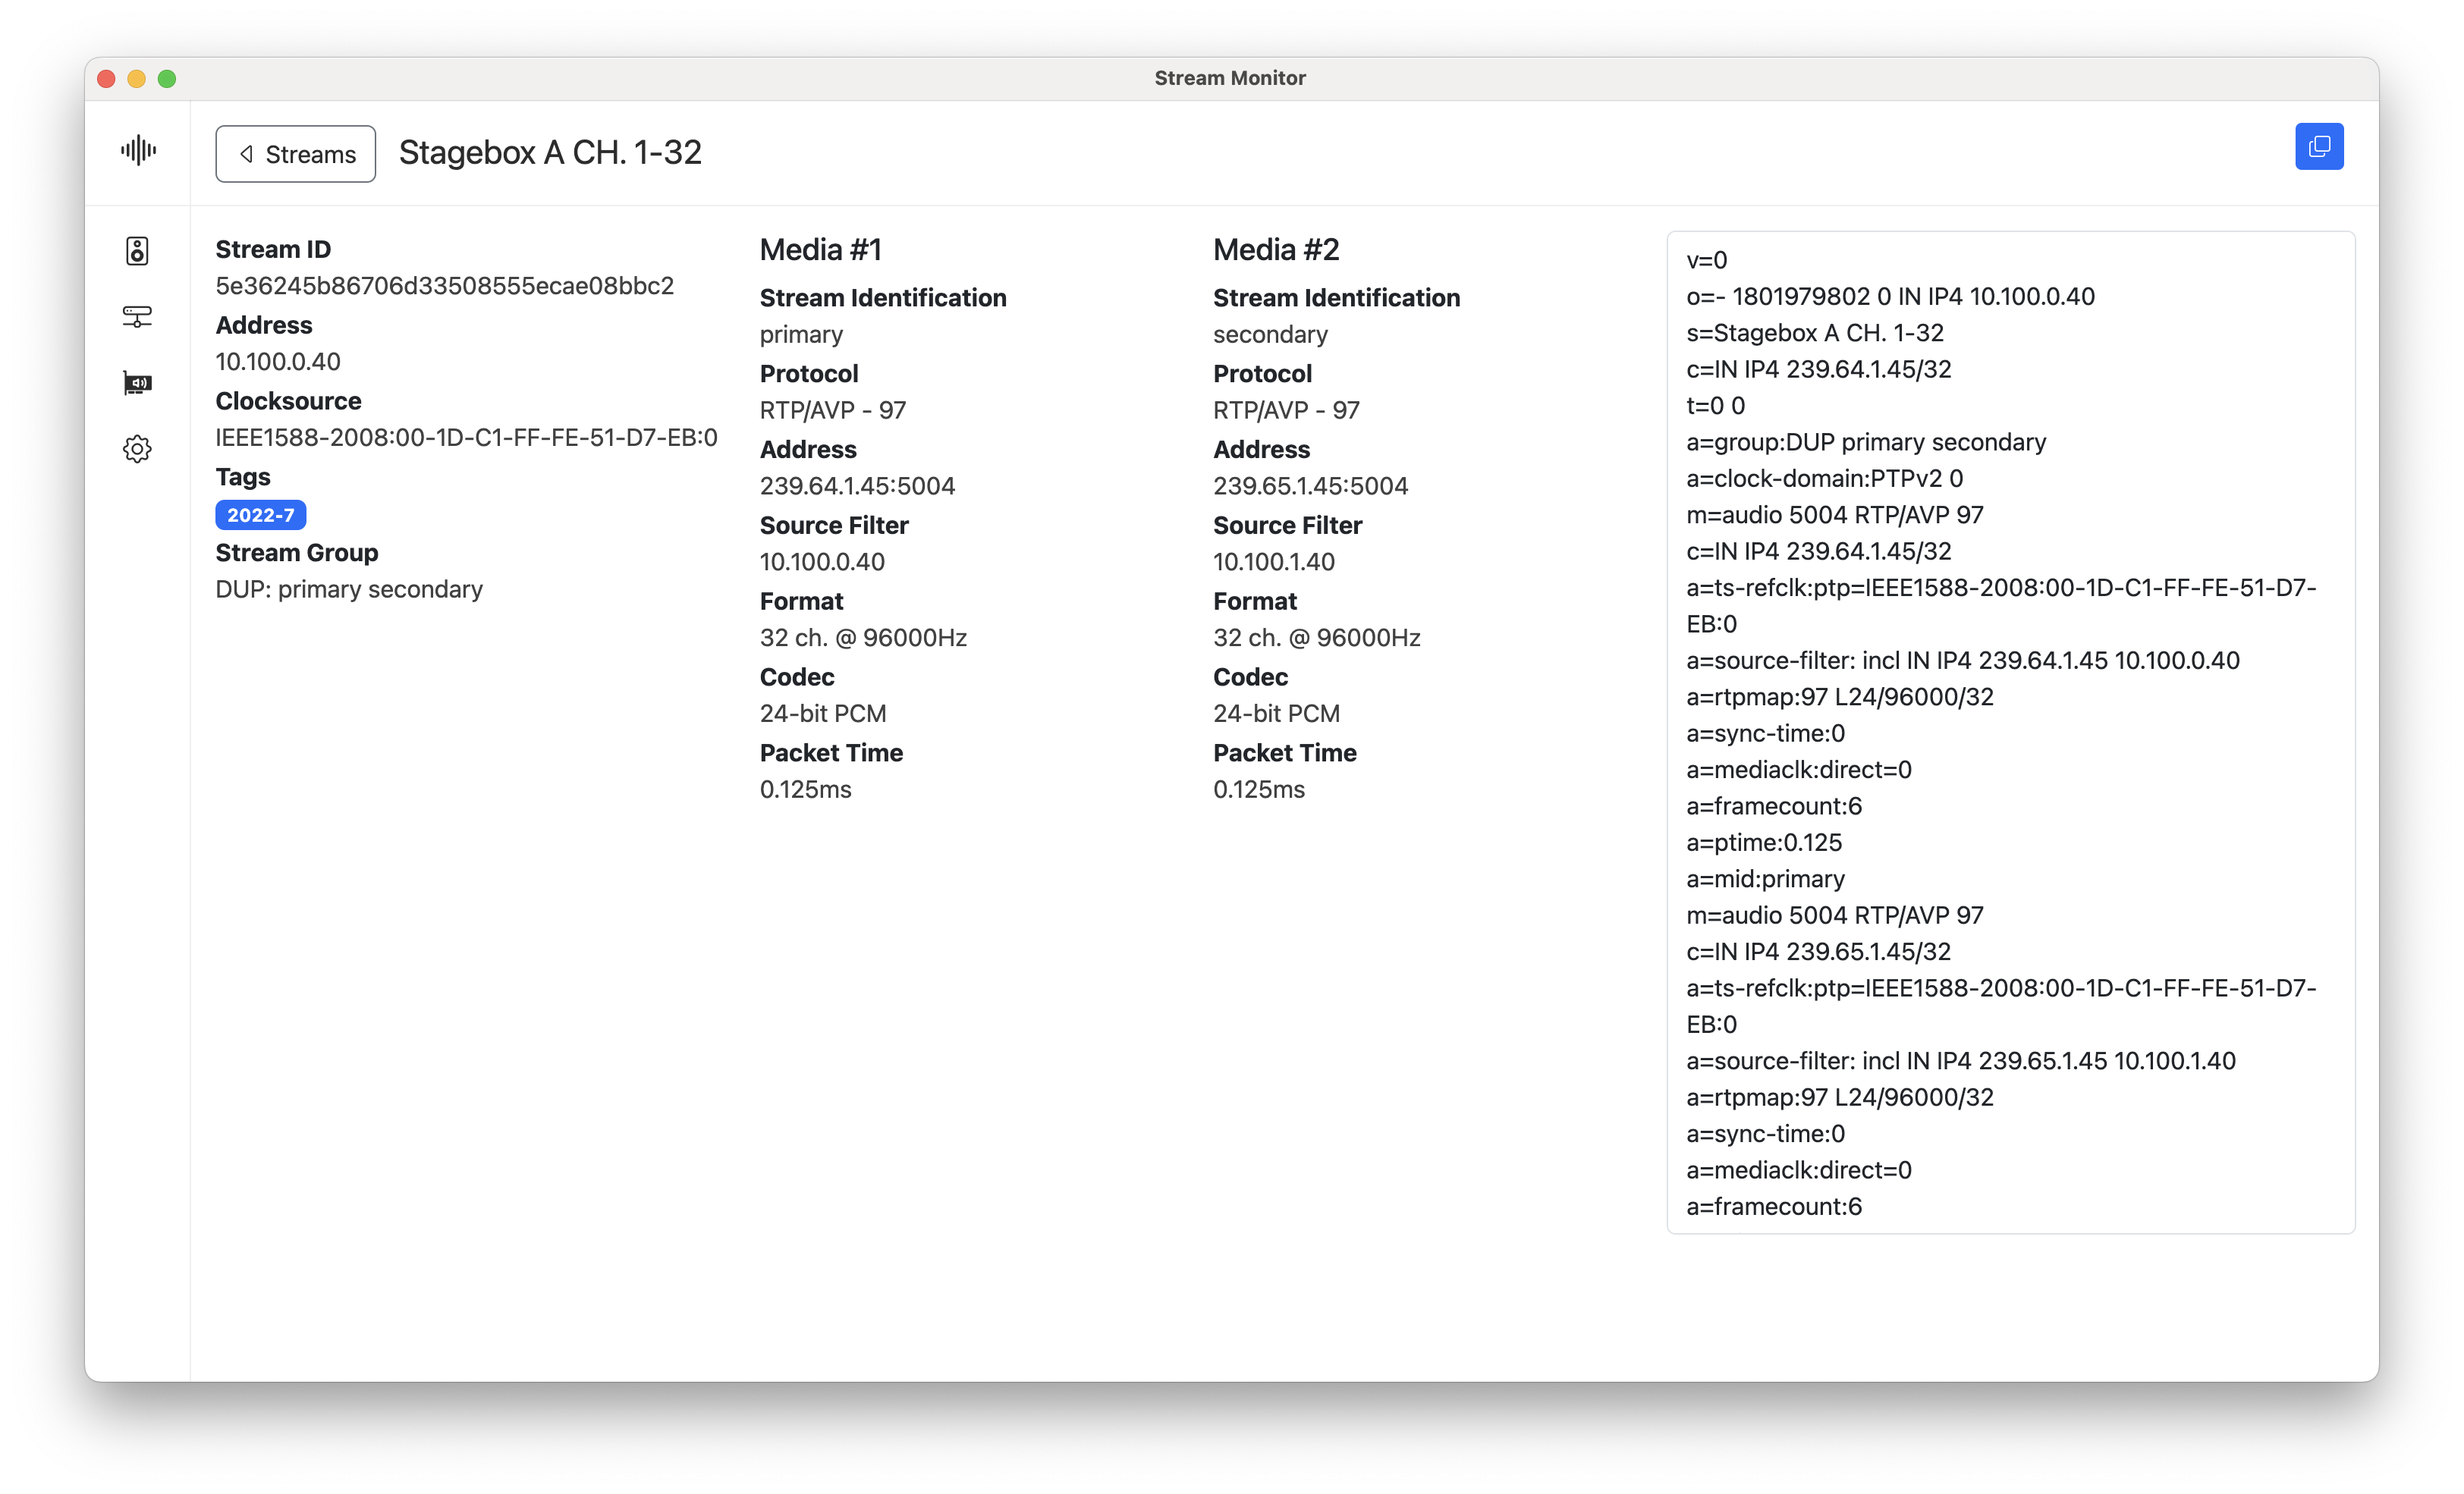 Stream Monitor
Streams
Stagebox A CH. 1-32
Stream ID
5e36245b86706d33508555ecae08bbc2
Address
10.100.0.40
Clocksource
IEEE1588-2008:00-1D-C1-FF-FE-51-D7-EB:0
Tags
2022-7
Stream Group
DUP: primary secondary
Media #1
Stream Identification
primary
Protocol
RTP/AVP - 97
Address
239.64.1.45:5004
Source Filter
10.100.0.40
Format
32 ch. @ 96000Hz
Codec
24-bit PCM
Packet Time
0.125ms
Media #2
Stream Identification
secondary
Protocol
RTP/AVP - 97
Address
239.65.1.45:5004
Source Filter
10.100.1.40
Format
32 ch. @ 96000Hz
Codec
24-bit PCM
Packet Time
0.125ms
v=0
o=- 1801979802 0 IN IP4 10.100.0.40
s=Stagebox A CH. 1-32
c=IN IP4 239.64.1.45/32
t=0 0
a=group:DUP primary secondary
a=clock-domain:PTPv2 0
m=audio 5004 RTP/AVP 97
c=IN IP4 239.64.1.45/32
a=ts-refclk:ptp=IEEE1588-2008:00-1D-C1-FF-FE-51-D7-
EB:0
a=source-filter: incl IN IP4 239.64.1.45 10.100.0.40
a=rtpmap:97 L24/96000/32
a=sync-time:0
a=mediaclk:direct=0
a=framecount:6
a=ptime:0.125
a=mid:primary
m=audio 5004 RTP/AVP 97
c=IN IP4 239.65.1.45/32
a=ts-refclk:ptp=IEEE1588-2008:00-1D-C1-FF-FE-51-D7-
EB:0
a=source-filter: incl IN IP4 239.65.1.45 10.100.1.40
a=rtpmap:97 L24/96000/32
a=sync-time:0
a=mediaclk:direct=0
a=framecount:6